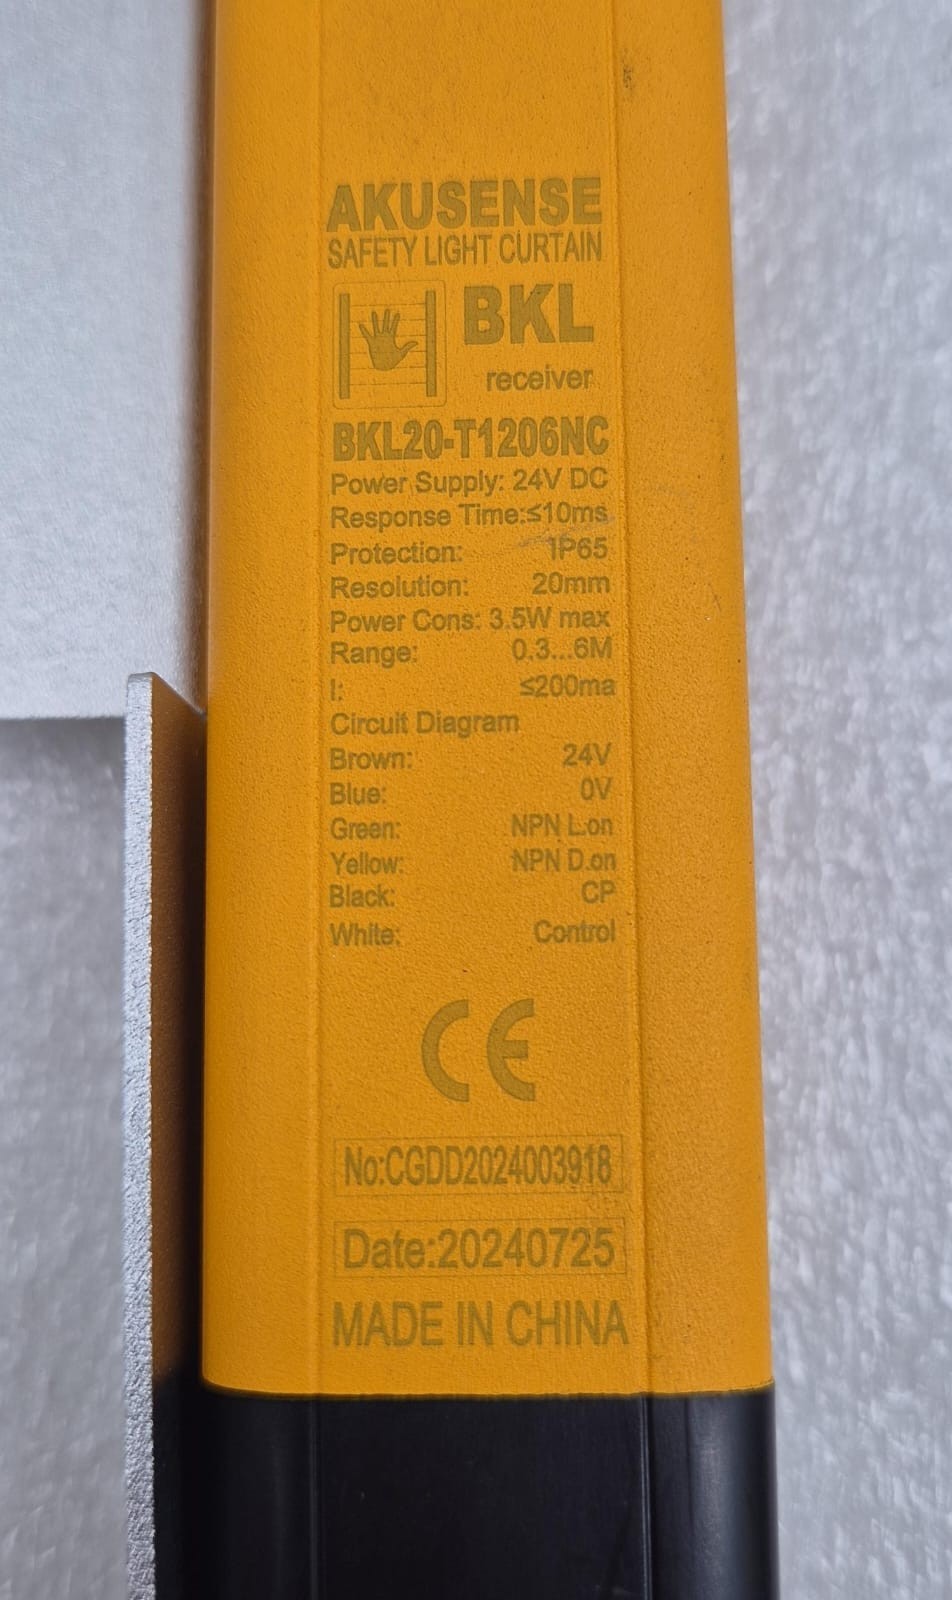 AKUSENSE
SAFETY LIGHT CURTAIN
BKL
receiver
BKL20-T1206NC
Power Supply: 24V DC
Response Time:≤10ms
Protection: IP65
Resolution: 20mm
Power Cons: 3.5W max
Range: 0.3...6M
I: ≤200ma
Circuit Diagram
Brown: 24V
Blue: 0V
Green: NPN L.on
Yellow: NPN D.on
Black: CP
White: Control
CE
No:CGDD2024003918
Date:20240725
MADE IN CHINA